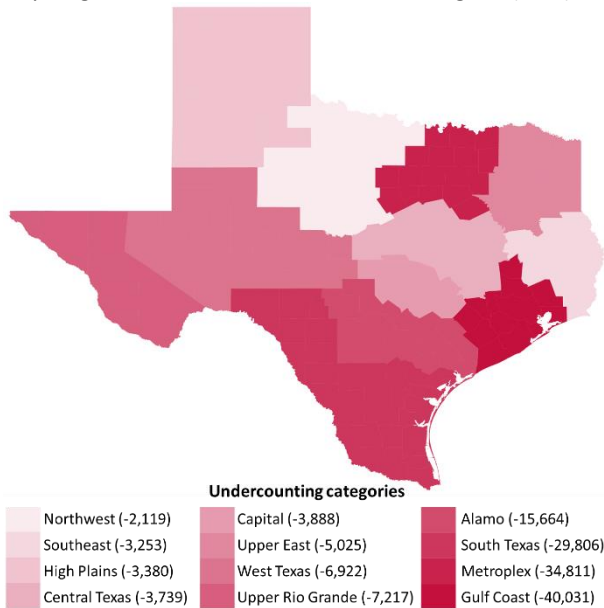 Undercounting categories
Northwest (-2,119)
Southeast (-3,253)
High Plains (-3,380)
Central Texas (-3,739)
Capital (-3,888)
Upper East (-5,025)
West Texas (-6,922)
Upper Rio Grande (-7,217)
Alamo (-15,664)
South Texas (-29,806)
Metroplex (-34,811)
Gulf Coast (-40,031)